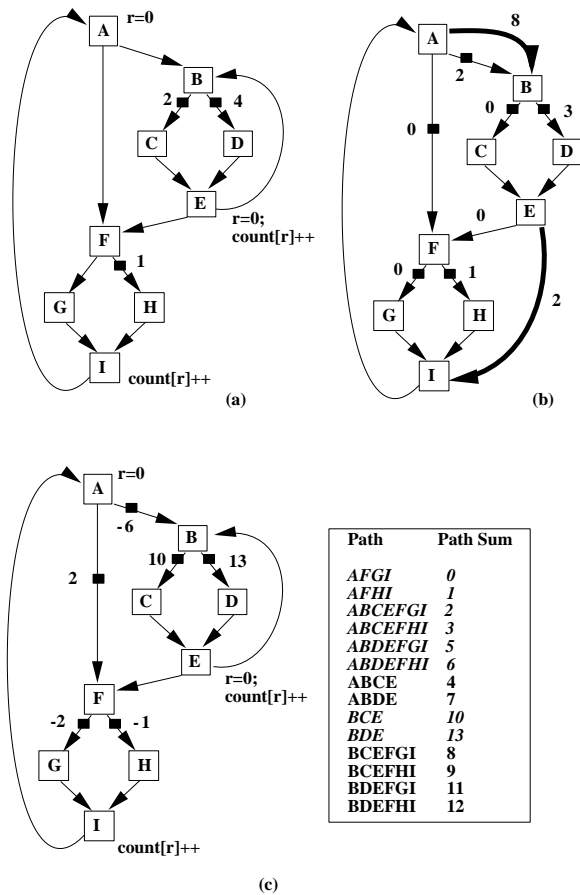 A
r=0
B
2
4
C
D
E
r=0;
count[r]++
F
1
G
H
I
count[r]++
(a)
8
A
2
B
0
3
0
C
D
0
E
F
0
1
2
G
H
I
(b)
r=0
A
-6
B
2
10
13
C
D
E
r=0;
count[r]++
F
-2
-1
G
H
I
count[r]++
(c)
Path Path Sum
AFGI 0
AFHI 1
ABCEFGI 2
ABCEFHI 3
ABDEFGI 5
ABDEFHI 6
ABCE 4
ABDE 7
BCE 10
BDE 13
BCEFGI 8
BCEFHI 9
BDEFGI 11
BDEFHI 12